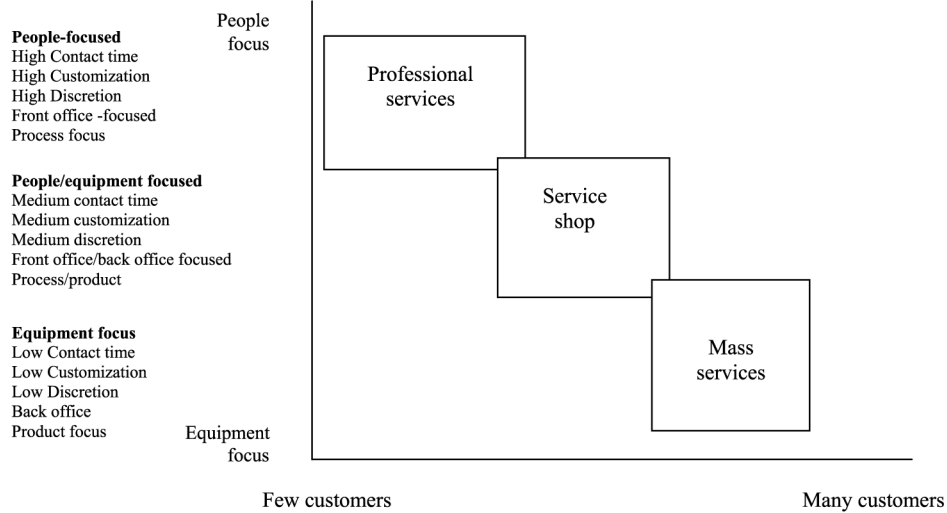 People
focus
People-focused
High Contact time
High Customization
High Discretion
Front office -focused
Process focus
Professional
services
People/equipment focused
Medium contact time
Medium customization
Medium discretion
Front office/back office focused
Process/product
Service
shop
Equipment focus
Low Contact time
Low Customization
Low Discretion
Back office
Product focus
Mass
services
Equipment
focus
Few customers
Many customers